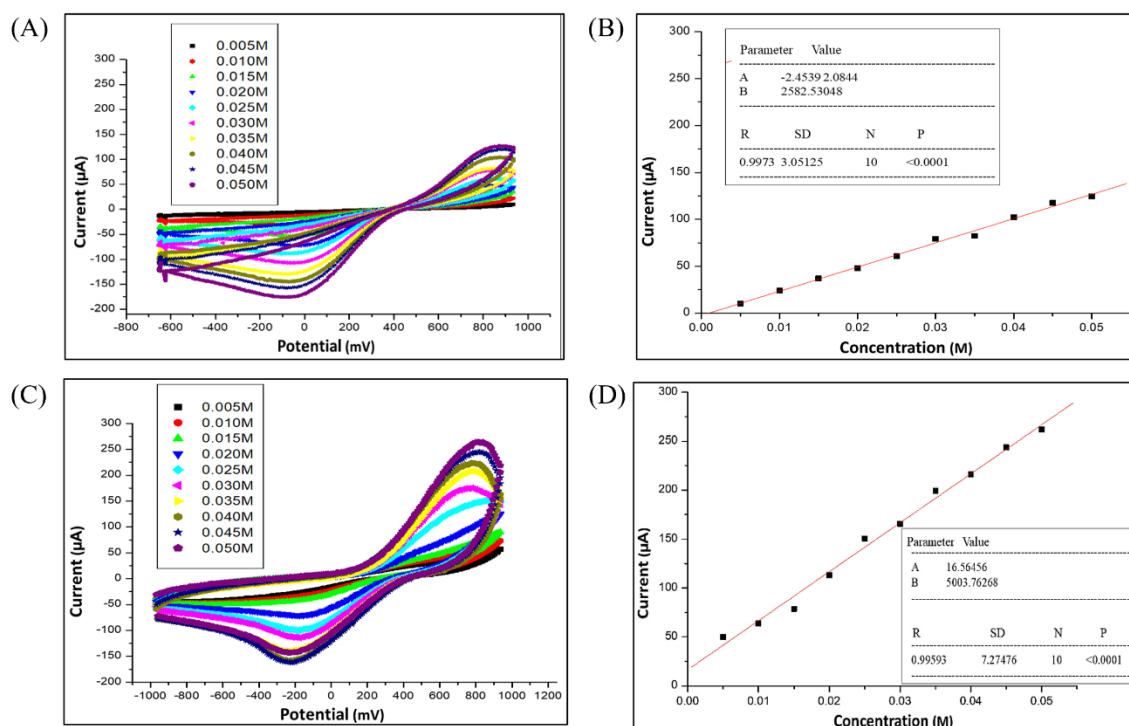 (A)
300
250
200
150
100
50
0
-50
-100
-150
-200
-800 -600 -400 -200 0 200 400 600 800 1000
Current (µA)
Potential (mV)
0.005M
0.010M
0.015M
0.020M
0.025M
0.030M
0.035M
0.040M
0.045M
0.050M
(B)
300
250
200
150
100
50
0
0.00 0.01 0.02 0.03 0.04 0.05
Current (µA)
Concentration (M)
Parameter Value
A -2.4539 2.0844
B 2582.53048
R SD N P
0.9973 3.05125 10 <0.0001
(C)
300
250
200
150
100
50
0
-50
-100
-150
-200
-1000 -800 -600 -400 -200 0 200 400 600 800 1000 1200
Current (µA)
Potential (mV)
0.005M
0.010M
0.015M
0.020M
0.025M
0.030M
0.035M
0.040M
0.045M
0.050M
(D)
300
250
200
150
100
50
0
0.00 0.01 0.02 0.03 0.04 0.05
Current (µA)
Concentration (M)
Parameter Value
A 16.56456
B 5003.76268
R SD N P
0.99593 7.27476 10 <0.0001